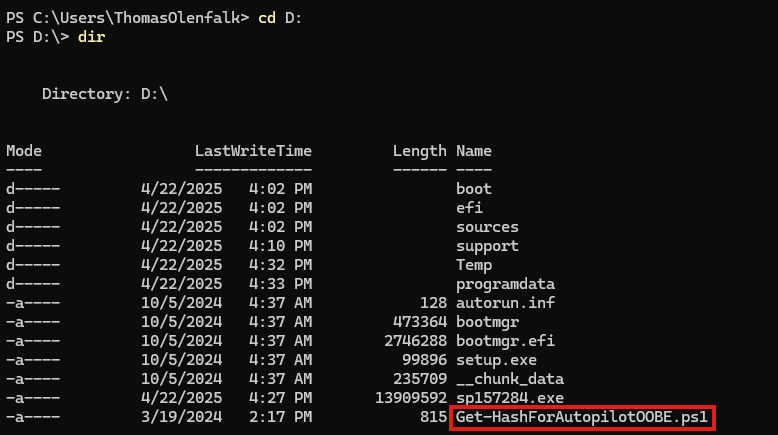 PS C:\Users\ThomasOlenfalk> cd D:
PS D:\> dir
Directory: D:\
Mode LastWriteTime Length Name
---- ------------- ------ ----
d----- 4/22/2025 4:02 PM boot
d----- 4/22/2025 4:02 PM efi
d----- 4/22/2025 4:02 PM sources
d----- 4/22/2025 4:10 PM support
d----- 4/22/2025 4:32 PM Temp
d----- 4/22/2025 4:33 PM programdata
-a---- 10/5/2024 4:37 AM 128 autorun.inf
-a---- 10/5/2024 4:37 AM 473364 bootmgr
-a---- 10/5/2024 4:37 AM 2746288 bootmgr.efi
-a---- 10/5/2024 4:37 AM 99896 setup.exe
-a---- 10/5/2024 4:37 AM 235709 __chunk_data
-a---- 4/22/2025 4:27 PM 13909592 sp157284.exe
-a---- 3/19/2024 2:17 PM 815 Get-HashForAutopilotOOBE.ps1